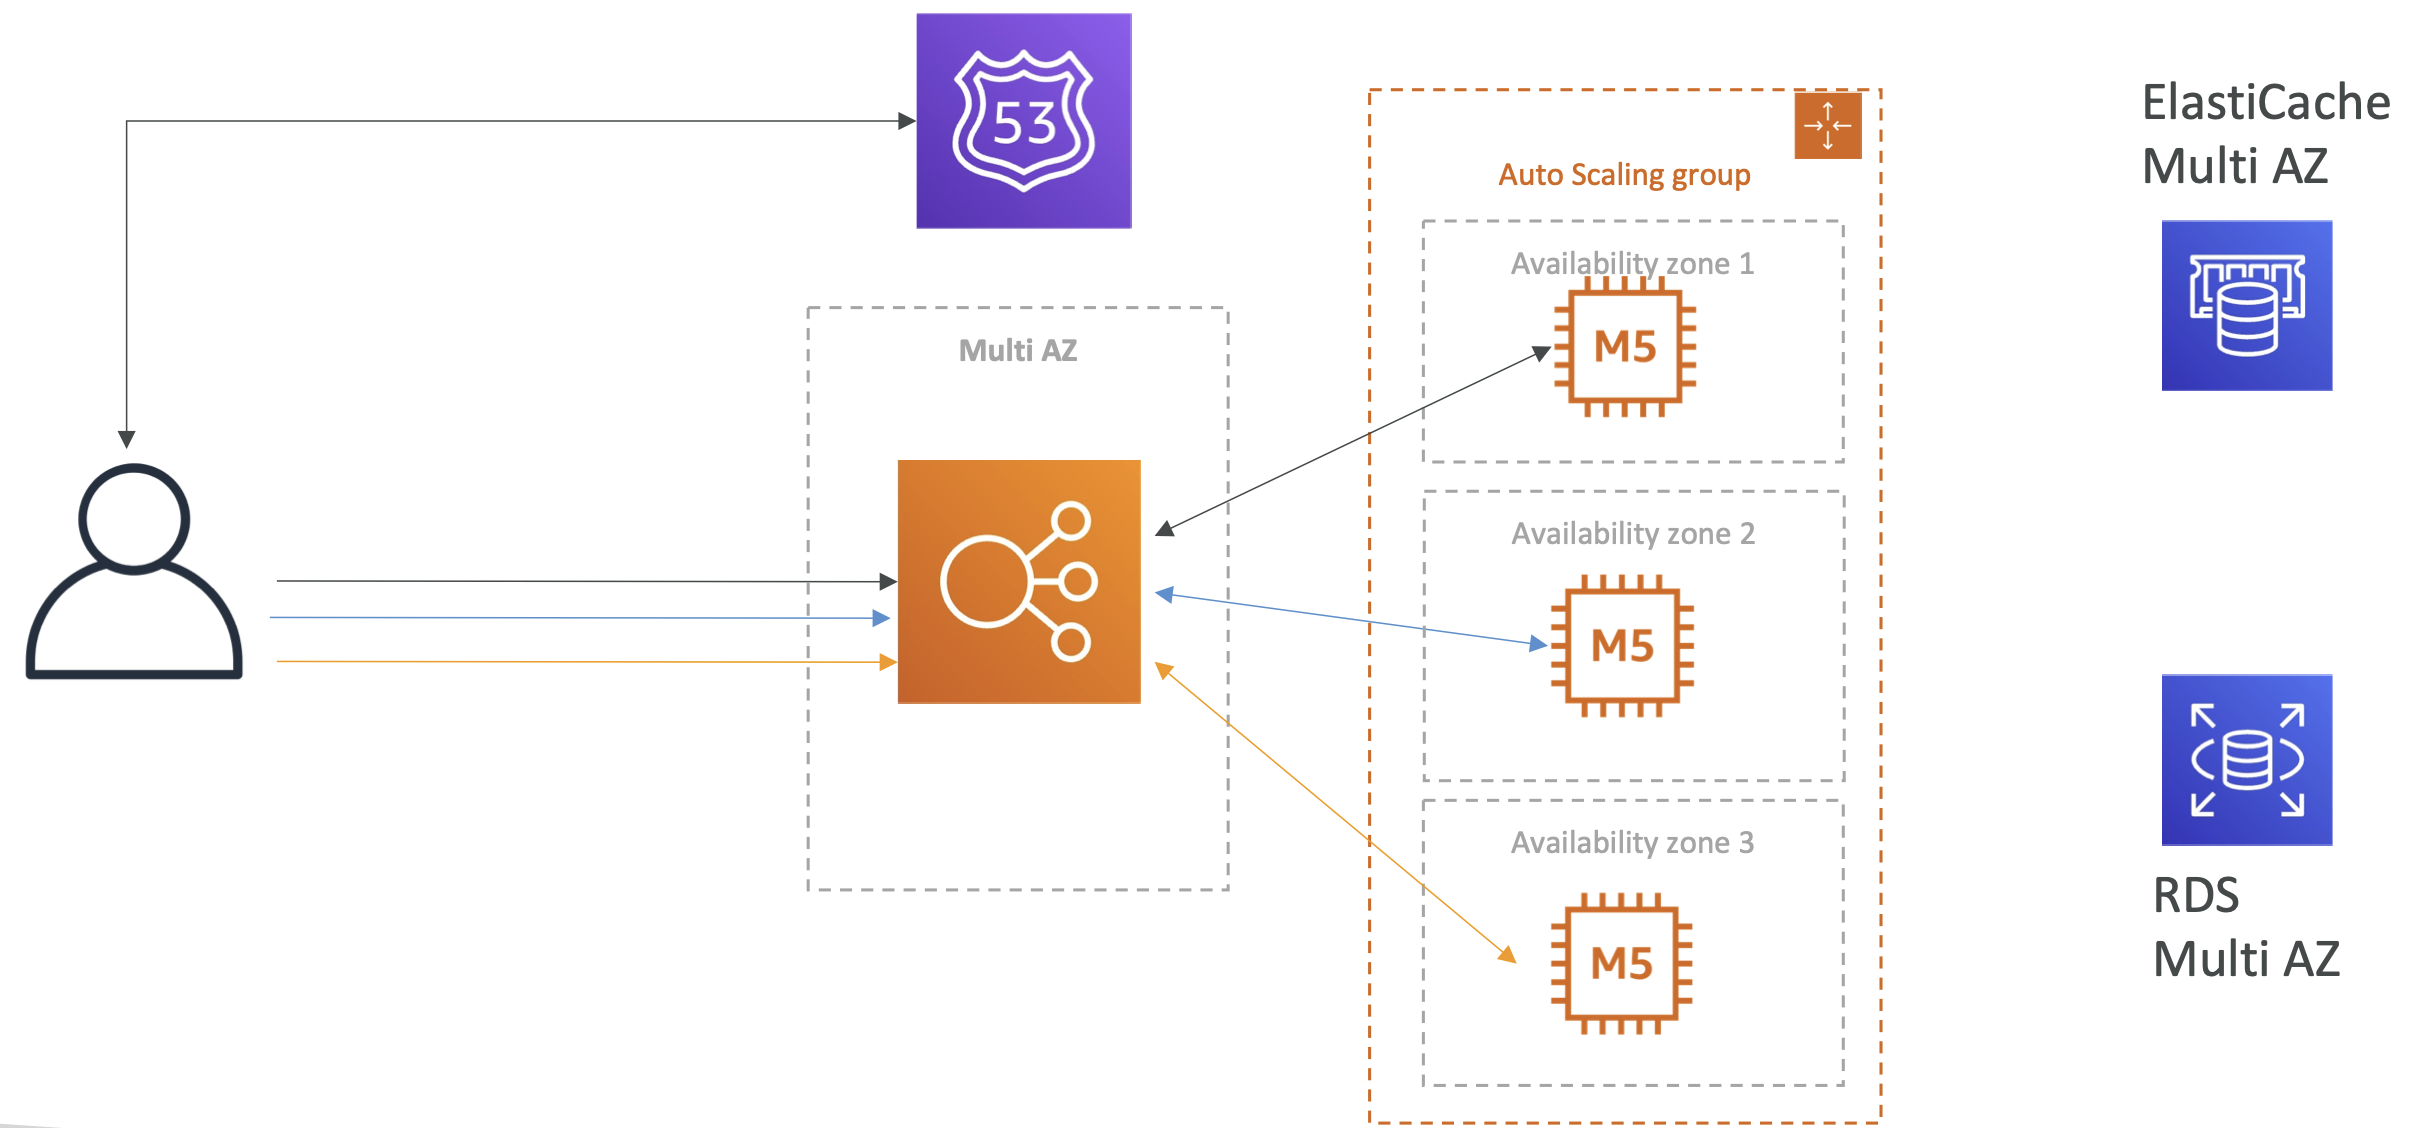 53
ElastiCache
Multi AZ
Auto Scaling group
Availability zone 1
M5
Multi AZ
Availability zone 2
M5
Availability zone 3
M5
RDS
Multi AZ